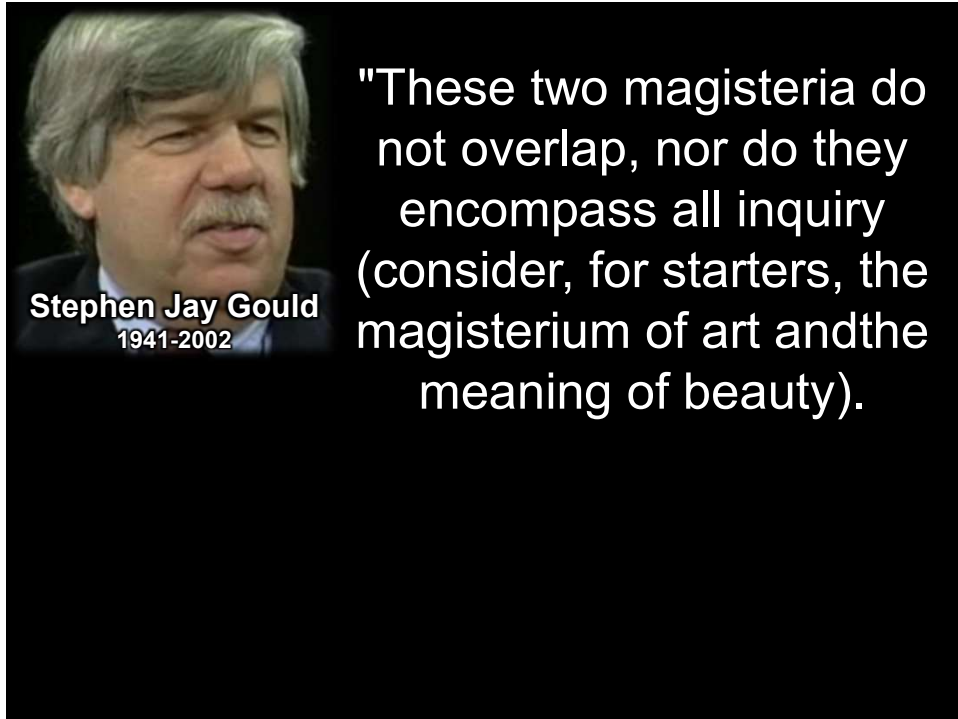 Stephen Jay Gould
1941-2002
"These two magisteria do
not overlap, nor do they
encompass all inquiry
(consider, for starters, the
magisterium of art andthe
meaning of beauty).